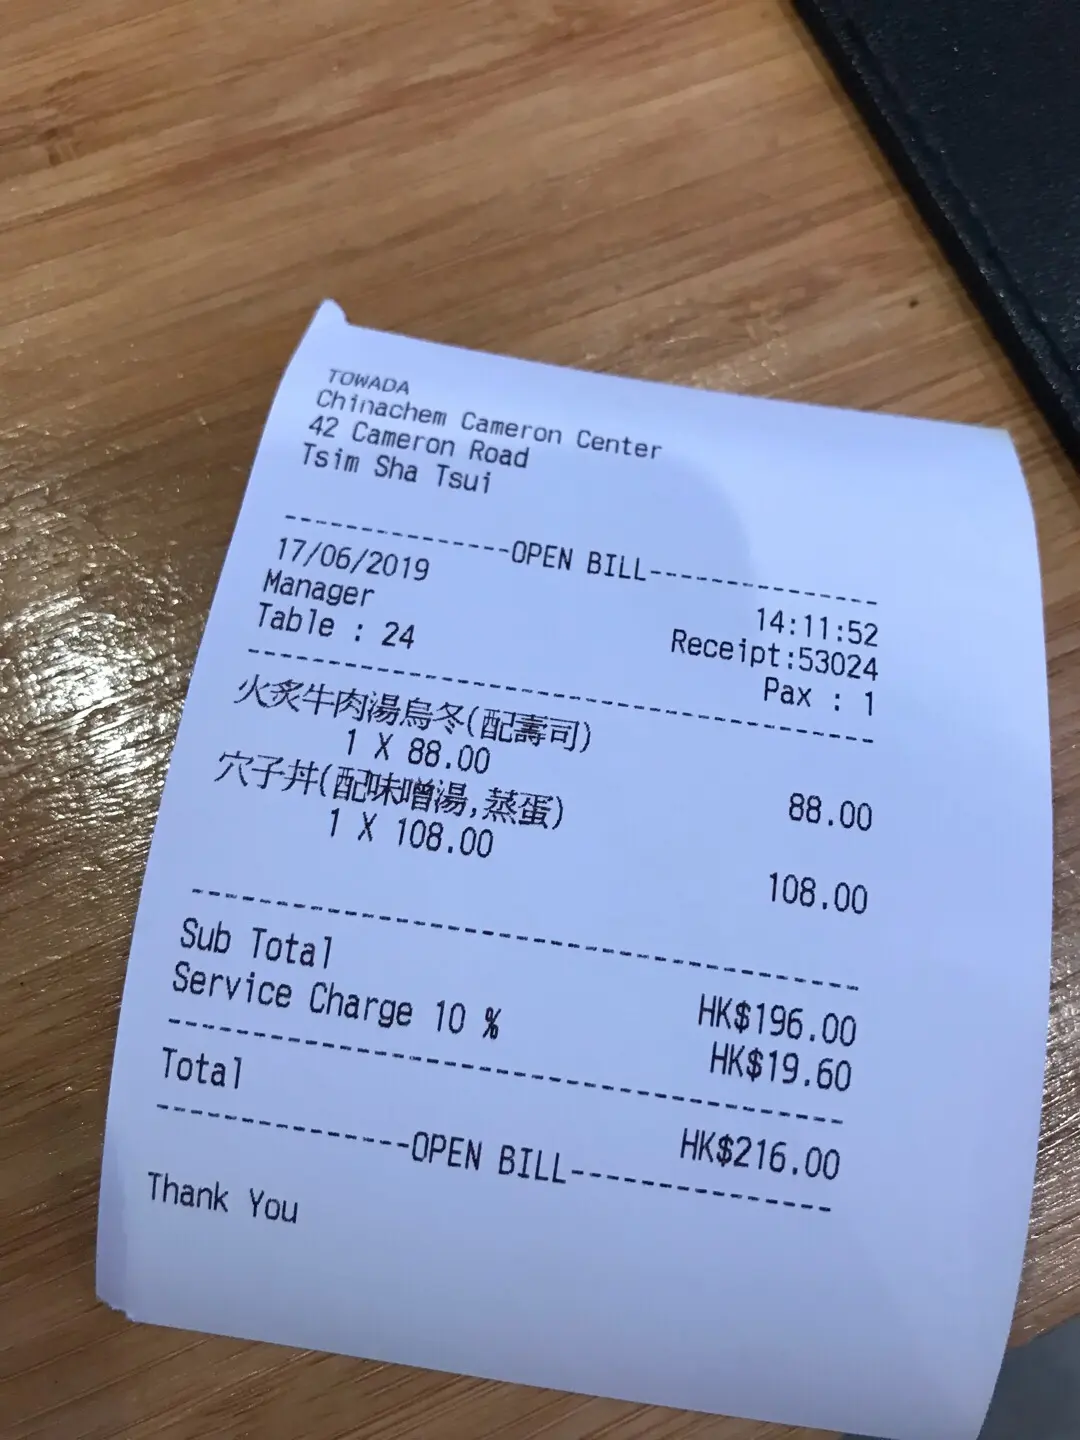 TOWADA
Chinachem Cameron Center
42 Cameron Road
Tsim Sha Tsui
---------------OPEN BILL---------------
17/06/2019 14:11:52
Manager Receipt:53024
Table : 24 Pax : 1
火炙牛肉湯烏冬(配壽司)
1 X 88.00 88.00
穴子丼(配味噌湯,蒸蛋)
1 X 108.00 108.00
Sub Total HK$196.00
Service Charge 10 % HK$19.60
Total HK$216.00
---------------OPEN BILL---------------
Thank You